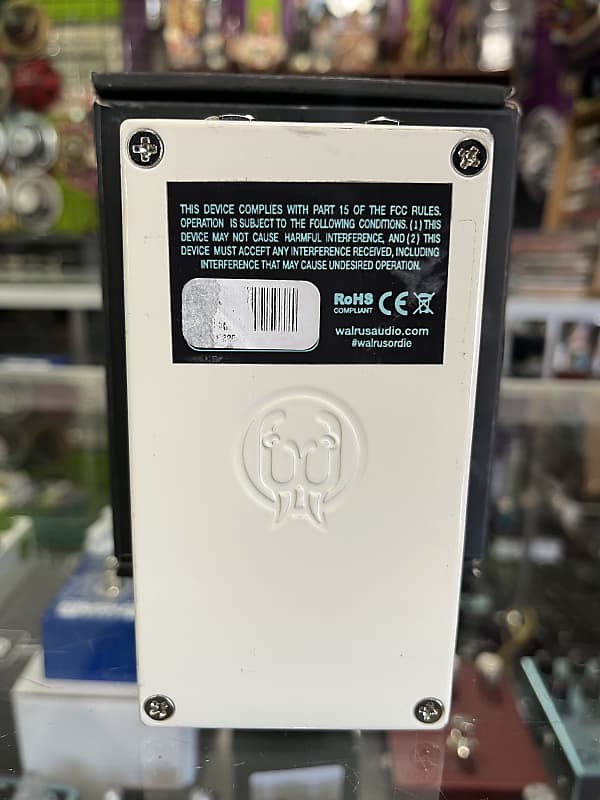 THIS DEVICE COMPLIES WITH PART 15 OF THE FCC RULES.
OPERATION IS SUBJECT TO THE FOLLOWING CONDITIONS. (1) THIS
DEVICE MAY NOT CAUSE HARMFUL INTERFERENCE, AND (2) THIS
DEVICE MUST ACCEPT ANY INTERFERENCE RECEIVED, INCLUDING
INTERFERENCE THAT MAY CAUSE UNDESIRED OPERATION.
RoHS
COMPLIANT
CE
walrusaudio.com
#walrusordie